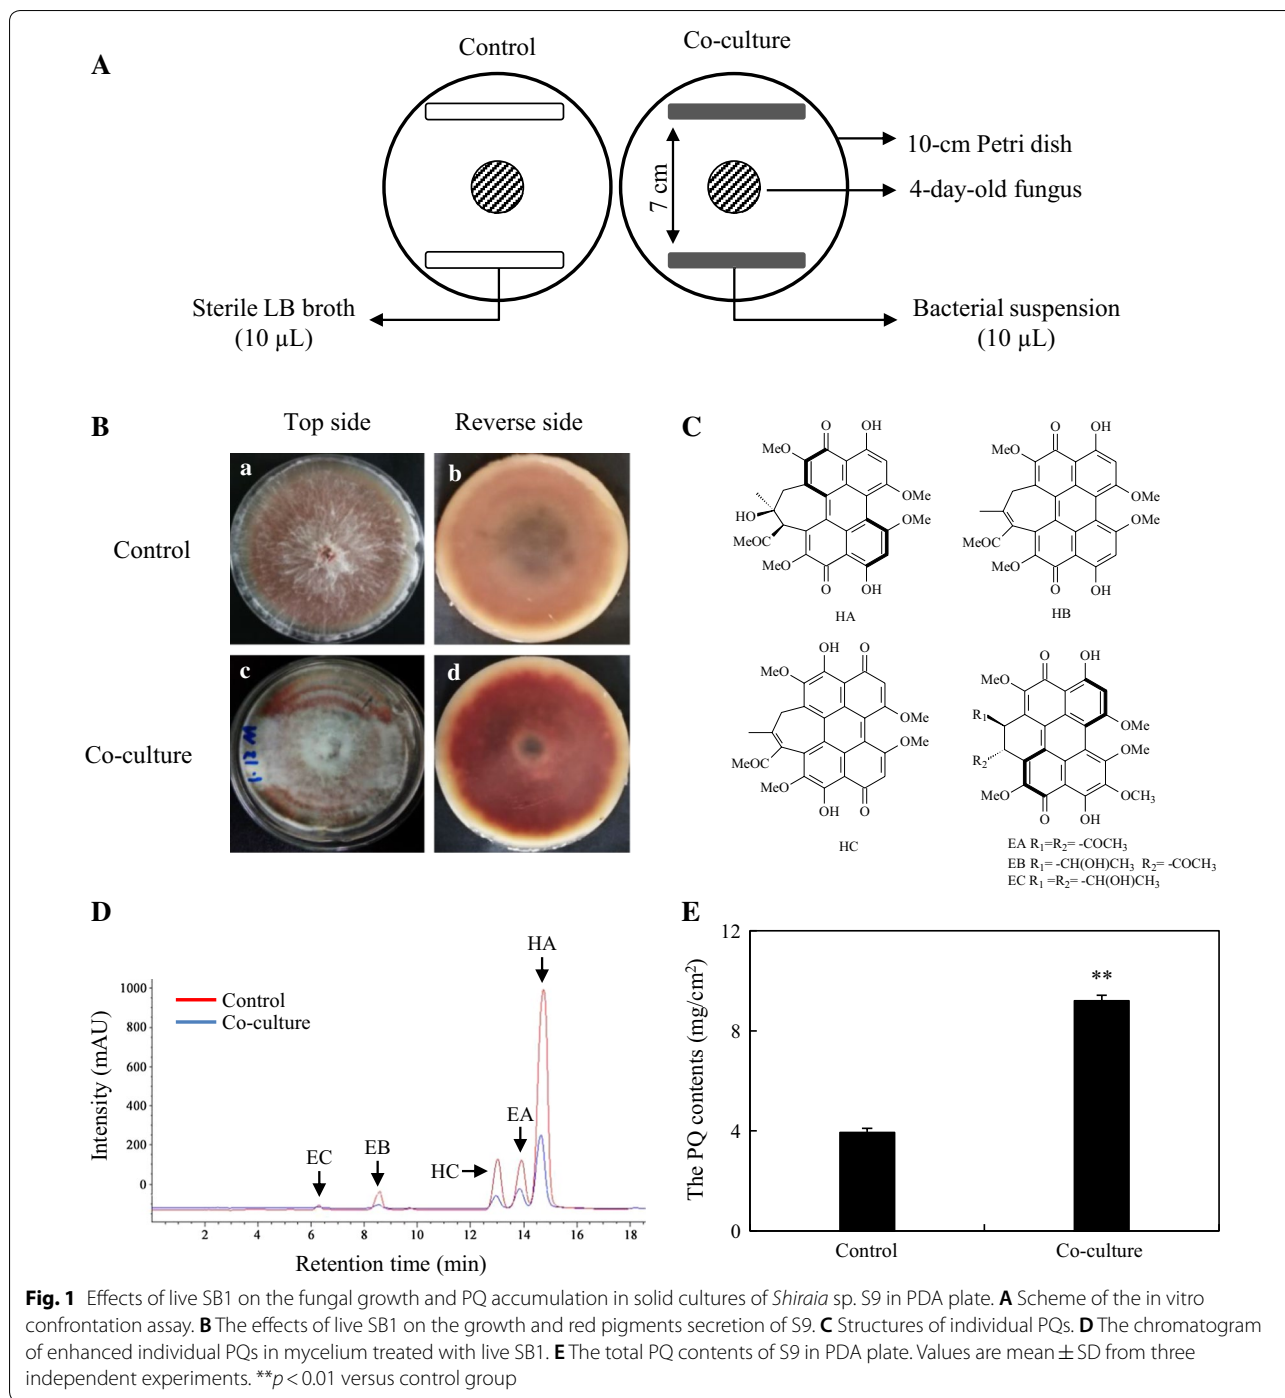 A
Control
Co-culture
7 cm
10-cm Petri dish
4-day-old fungus
Sterile LB broth
(10 µL)
Bacterial suspension
(10 µL)
B
Top side
Reverse side
Control
Co-culture
a
b
c
d
C
O
OH
MeO
OMe
HO
OMe
MeOC
MeO
O
OH
HA
O
OH
MeO
OMe
OMe
MeOC
MeO
O
OH
HB
OH
O
MeO
OMe
OMe
MeOC
MeO
OH
O
HC
O
OH
MeO
R₁
OMe
OMe
R₂
MeO
OCH₃
O
OH
EA R₁=R₂= -COCH₃
EB R₁= -CH(OH)CH₃ R₂= -COCH₃
EC R₁ =R₂= -CH(OH)CH₃
D
Control
Co-culture
Intensity (mAU)
1000
800
600
400
200
0
EC
EB
HC
EA
HA
2 4 6 8 10 12 14 16 18
Retention time (min)
E
The PQ contents (mg/cm²)
12
8
4
0
**
Control
Co-culture
Fig. 1 Effects of live SB1 on the fungal growth and PQ accumulation in solid cultures of Shiraia sp. S9 in PDA plate. A Scheme of the in vitro
confrontation assay. B The effects of live SB1 on the growth and red pigments secretion of S9. C Structures of individual PQs. D The chromatogram
of enhanced individual PQs in mycelium treated with live SB1. E The total PQ contents of S9 in PDA plate. Values are mean ± SD from three
independent experiments. **p < 0.01 versus control group